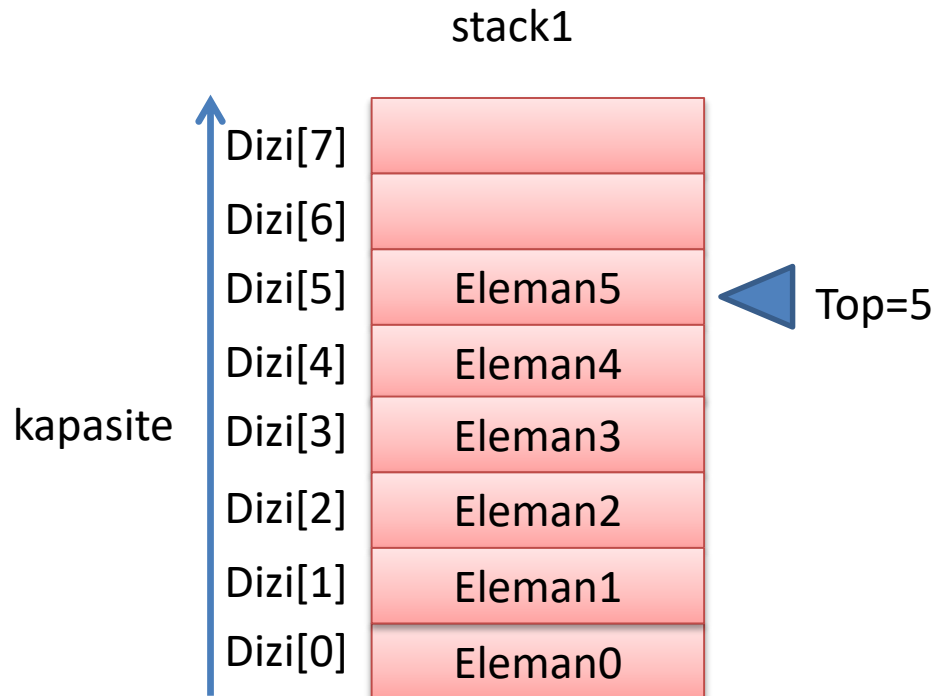 stack1
Dizi[7]
Dizi[6]
Dizi[5] Eleman5
Top=5
Dizi[4] Eleman4
kapasite
Dizi[3] Eleman3
Dizi[2] Eleman2
Dizi[1] Eleman1
Dizi[0] Eleman0